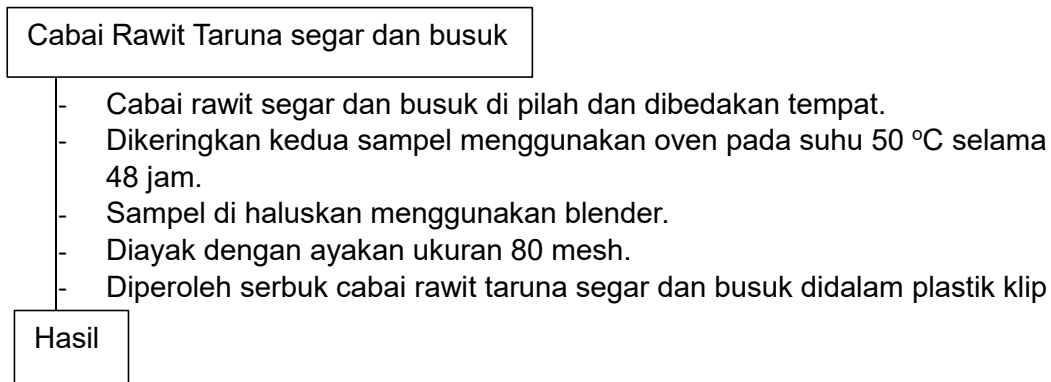 Cabai Rawit Taruna segar dan busuk
- Cabai rawit segar dan busuk di pilah dan dibedakan tempat.
- Dikeringkan kedua sampel menggunakan oven pada suhu 50 ºC selama
48 jam.
- Sampel di haluskan menggunakan blender.
- Diayak dengan ayakan ukuran 80 mesh.
- Diperoleh serbuk cabai rawit taruna segar dan busuk didalam plastik klip
Hasil